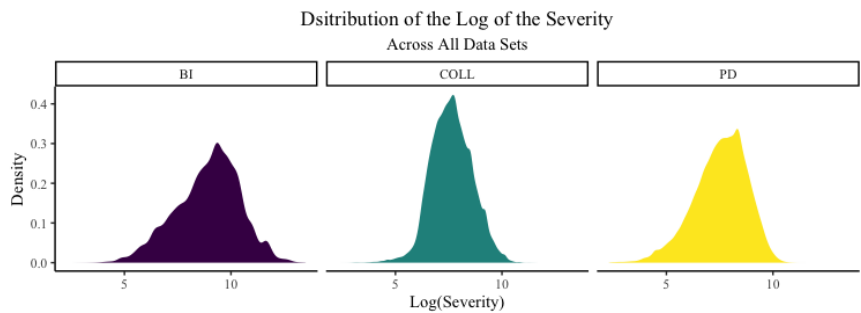 Dsitribution of the Log of the Severity
Across All Data Sets
BI COLL PD
Density
0.4
0.3
0.2
0.1
0.0
5 10 5 10 5 10
Log(Severity)